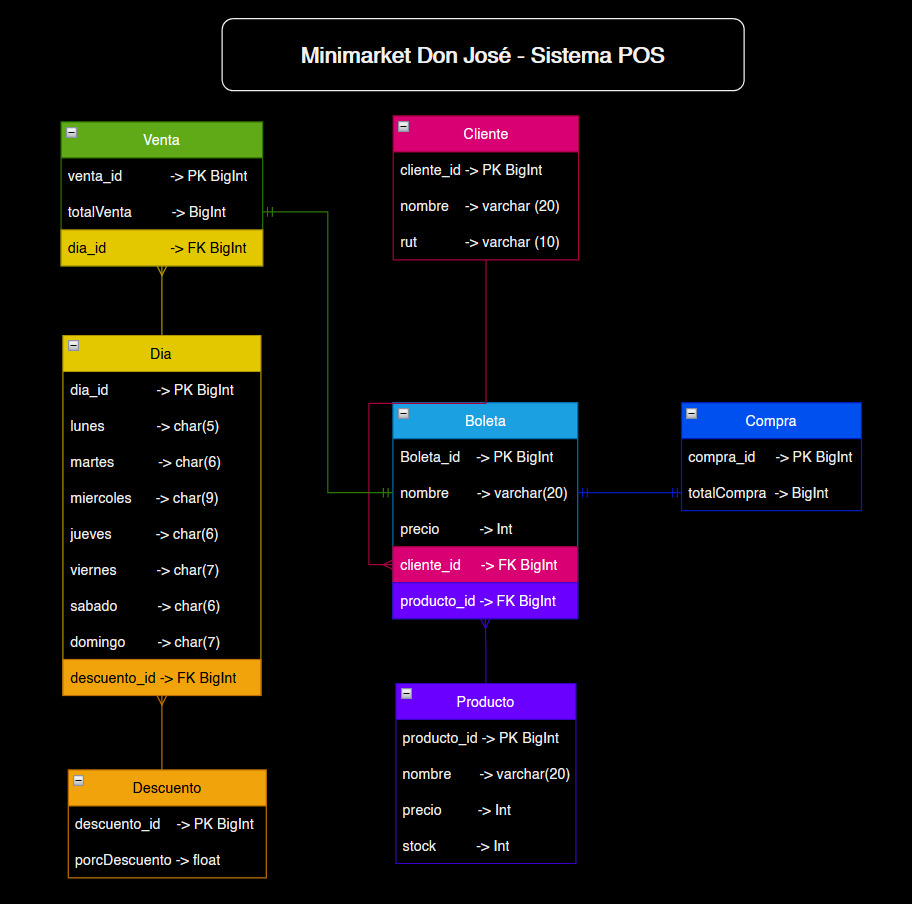 Minimarket Don José - Sistema POS
Venta
venta_id -> PK BigInt
totalVenta -> BigInt
dia_id -> FK BigInt
Cliente
cliente_id -> PK BigInt
nombre -> varchar (20)
rut -> varchar (10)
Dia
dia_id -> PK BigInt
lunes -> char(5)
martes -> char(6)
miercoles -> char(9)
jueves -> char(6)
viernes -> char(7)
sabado -> char(6)
domingo -> char(7)
descuento_id -> FK BigInt
Boleta
Boleta_id -> PK BigInt
nombre -> varchar(20)
precio -> Int
cliente_id -> FK BigInt
producto_id -> FK BigInt
Compra
compra_id -> PK BigInt
totalCompra -> BigInt
Descuento
descuento_id -> PK BigInt
porcDescuento -> float
Producto
producto_id -> PK BigInt
nombre -> varchar(20)
precio -> Int
stock -> Int